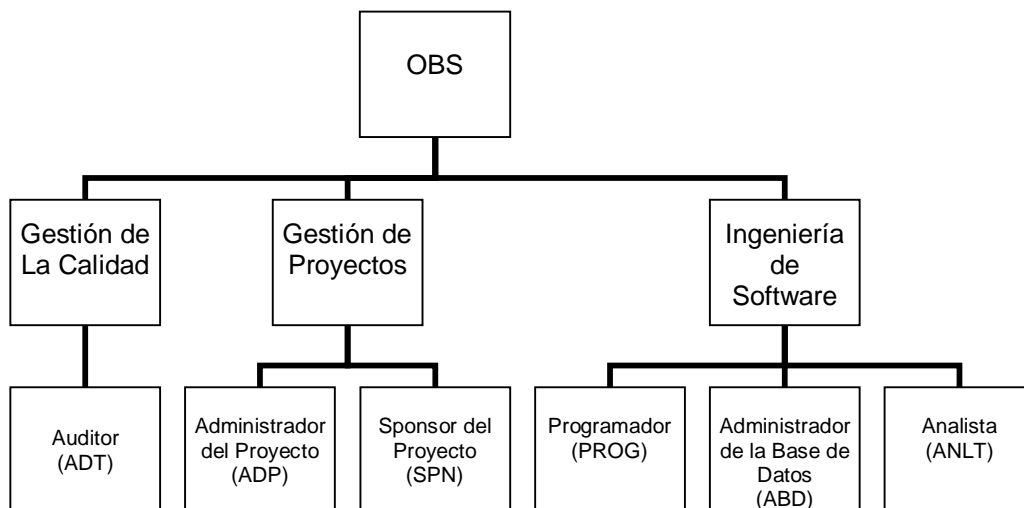 OBS
Gestión de
La Calidad
Gestión de
Proyectos
Ingeniería
de
Software
Auditor
(ADT)
Administrador
del Proyecto
(ADP)
Sponsor del
Proyecto
(SPN)
Programador
(PROG)
Administrador
de la Base de
Datos
(ABD)
Analista
(ANLT)